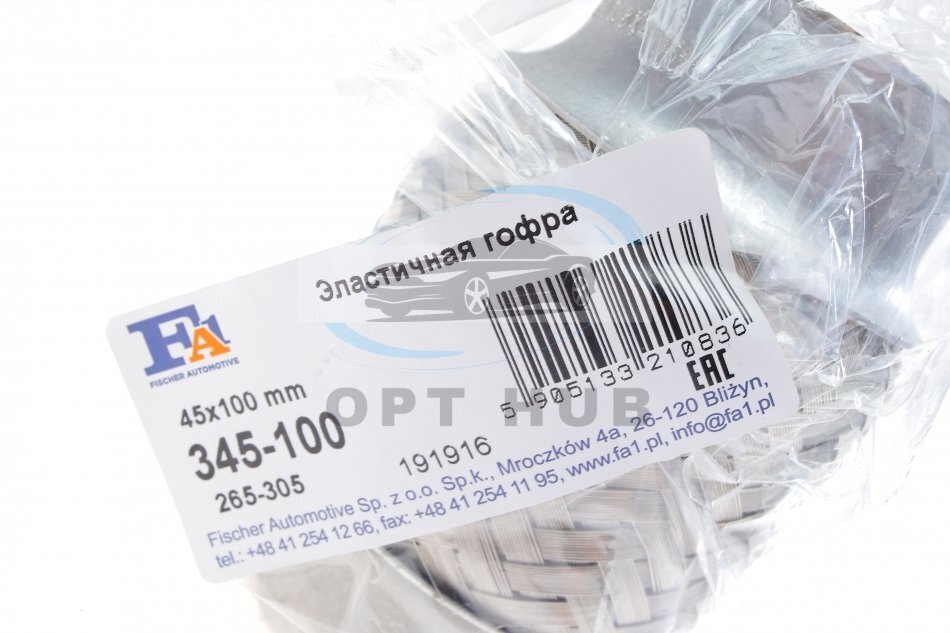 Эластичная гофра
FA1
FISCHER AUTOMOTIVE
5 905133 210836
EAC
45x100 mm
OPT HUB
345-100
191916
265-305
Fischer Automotive Sp. z o.o. Sp.k., Mroczków 4a, 26-120 Bliżyn,
tel.: +48 41 254 12 66, fax: +48 41 254 11 95, www.fa1.pl, info@fa1.pl